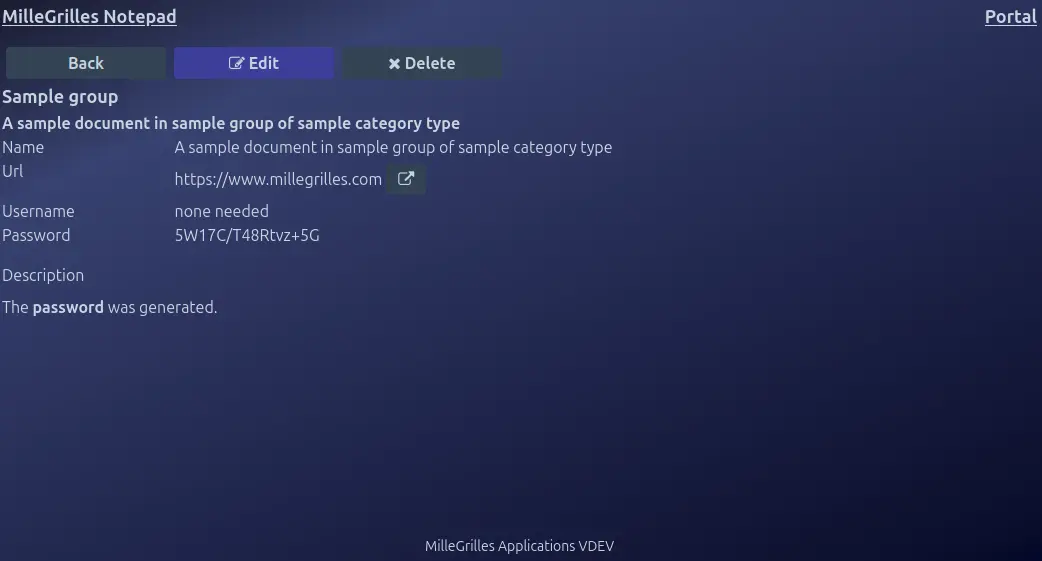 MilleGrilles Notepad
Portal
Back
Edit
Delete
Sample group
A sample document in sample group of sample category type
Name A sample document in sample group of sample category type
Url https://www.millegrilles.com
Username none needed
Password 5W17C/T48Rtvz+5G
Description
The password was generated.
MilleGrilles Applications VDEV